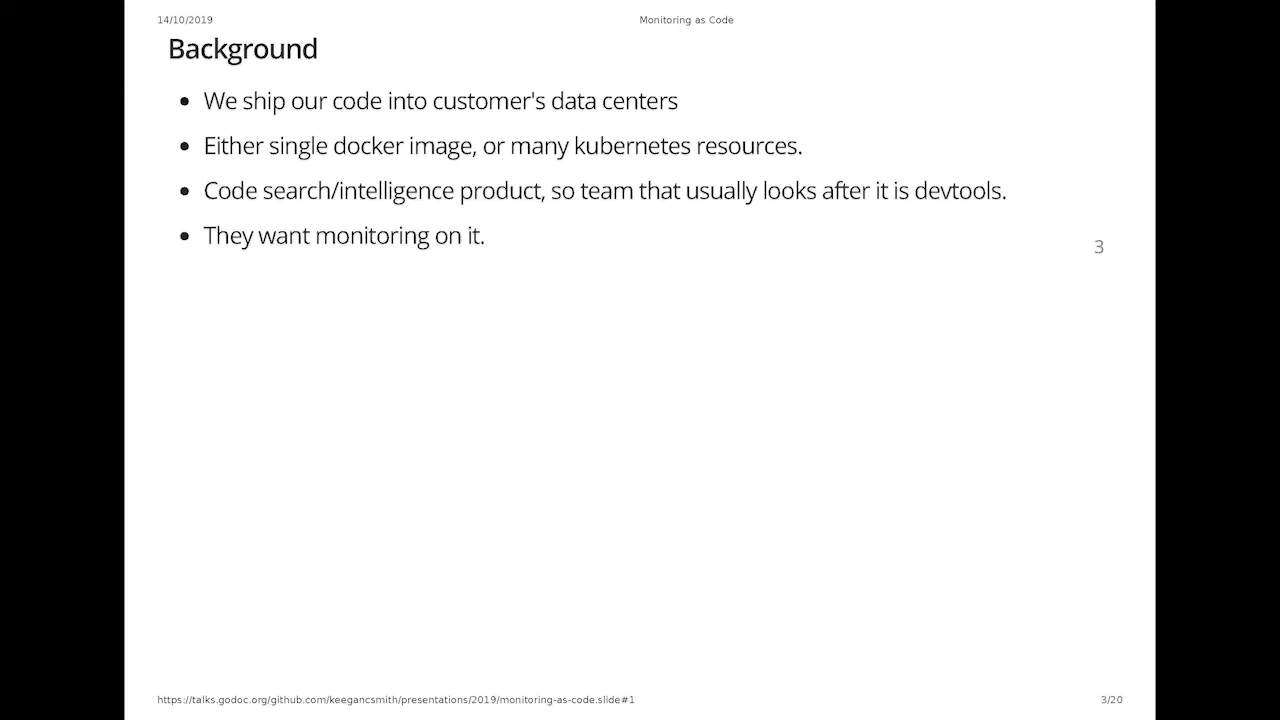 14/10/2019
Monitoring as Code
Background
• We ship our code into customer's data centers
• Either single docker image, or many kubernetes resources.
• Code search/intelligence product, so team that usually looks after it is devtools.
• They want monitoring on it.
3
https://talks.godoc.org/github.com/keegancsmith/presentations/2019/monitoring-as-code.slide#1
3/20